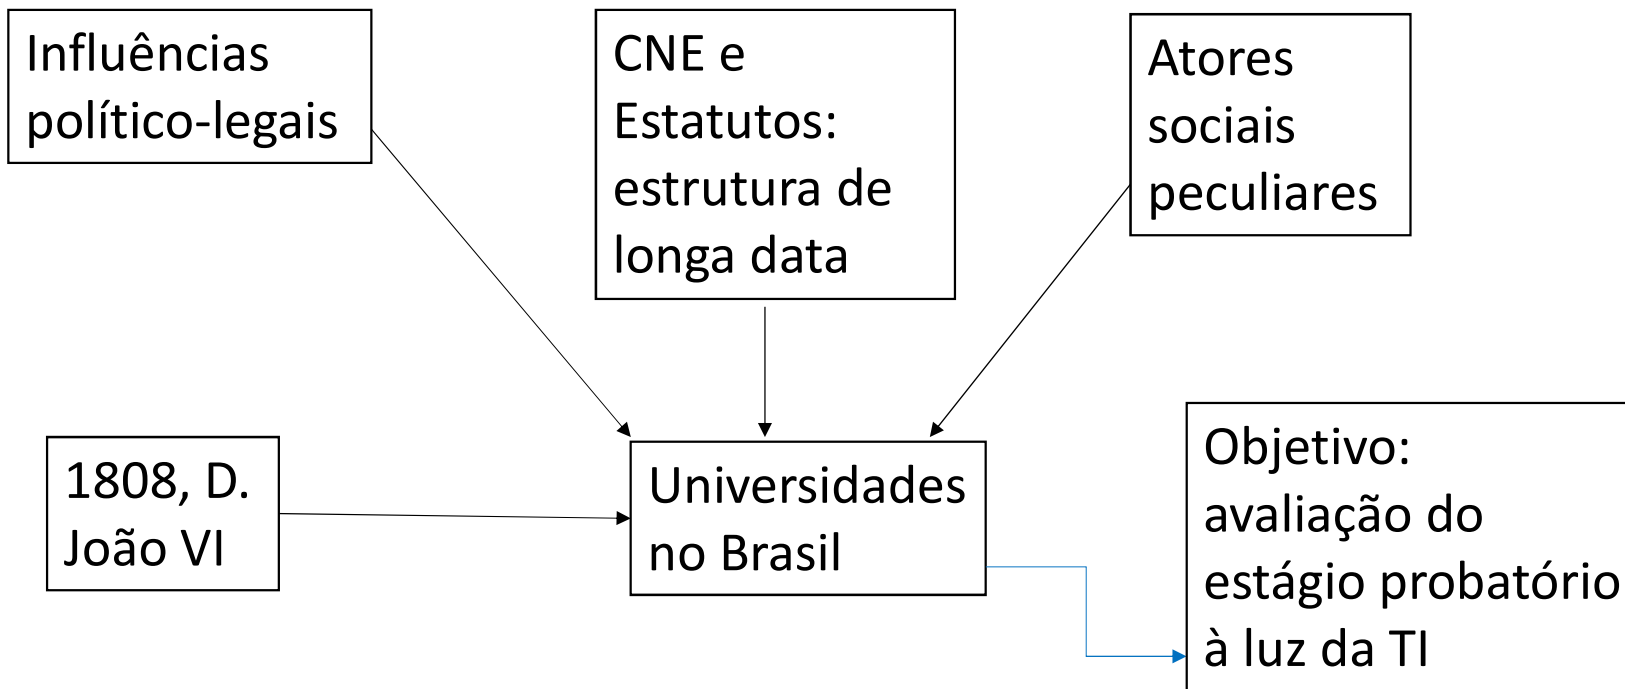 Influências
político-legais
CNE e
Estatutos:
estrutura de
longa data
Atores
sociais
peculiares
1808, D.
João VI
Universidades
no Brasil
Objetivo:
avaliação do
estágio probatório
à luz da TI